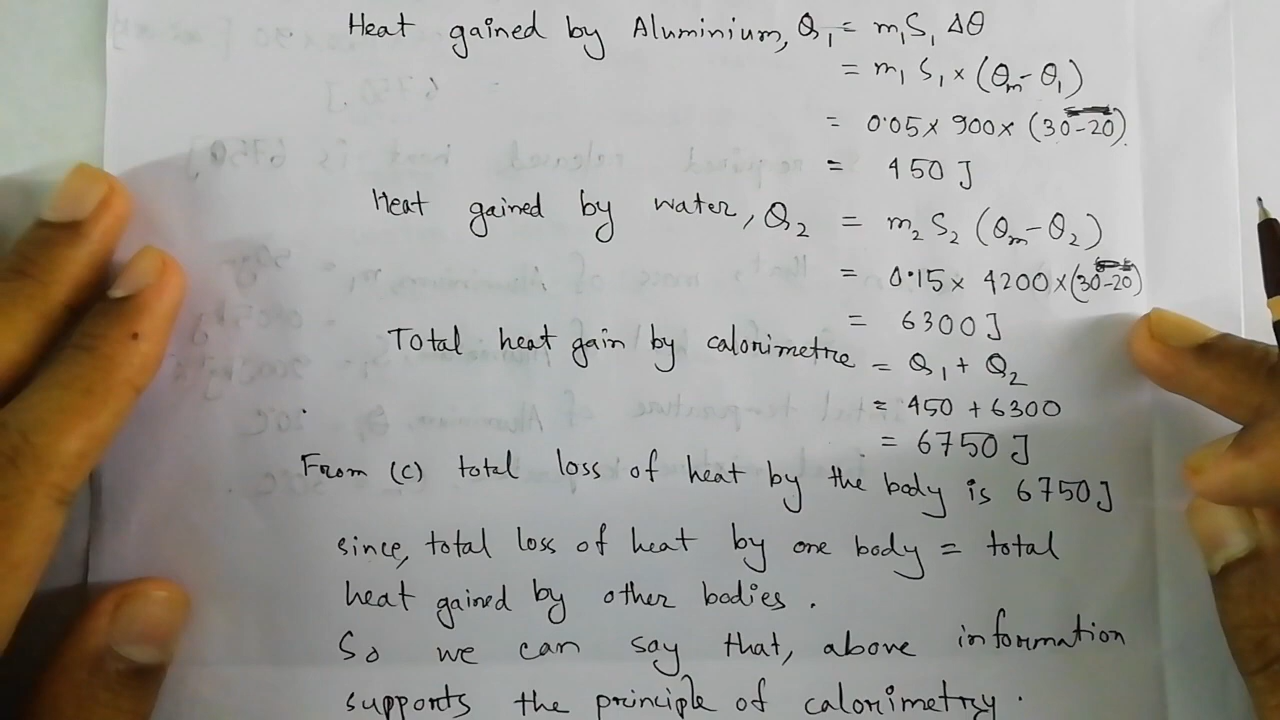 Heat gained by Aluminium, Q₁ = m₁S₁ Δθ
= m₁ S₁ × (θm - θ₁)
= 0.05 × 900 × (30-20)
= 450 J
Heat gained by water, Q₂ = m₂ S₂ (θm - θ₂)
= 0.15 × 4200 × (30-20)
= 6300 J
Total heat gain by calorimetre = Q₁ + Q₂
= 450 + 6300
= 6750 J
From (c) total loss of heat by the body is 6750 J
since, total loss of heat by one body = total
heat gained by other bodies.
So we can say that, above information
supports the principle of calorimetry.